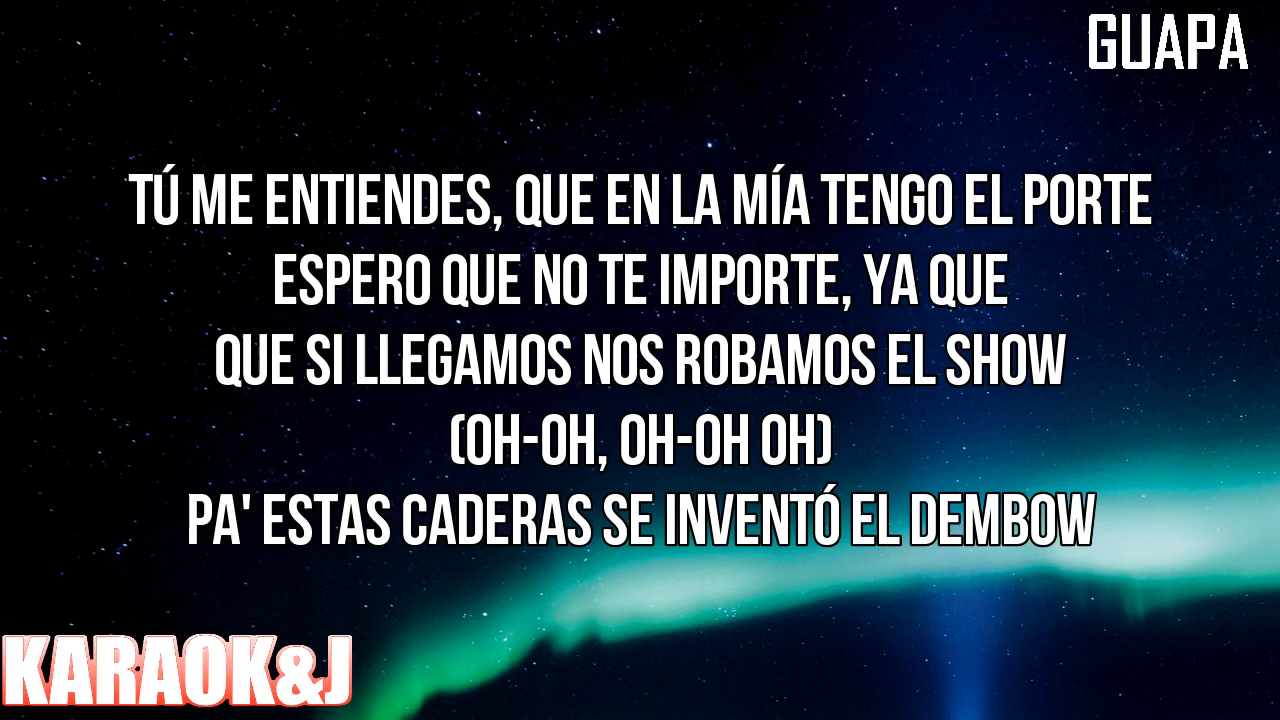 GUAPA
TÚ ME ENTIENDES, QUE EN LA MÍA TENGO EL PORTE
ESPERO QUE NO TE IMPORTE, YA QUE
QUE SI LLEGAMOS NOS ROBAMOS EL SHOW
(OH-OH, OH-OH OH)
PA' ESTAS CADERAS SE INVENTÓ EL DEMBOW
KARAOK&J